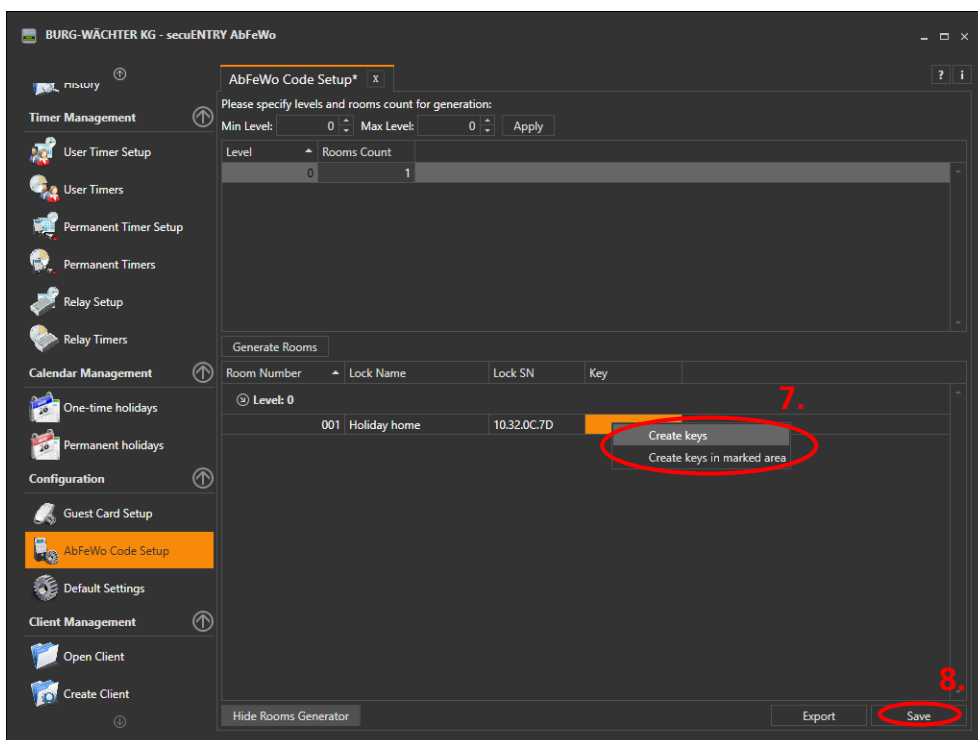 BURG-WÄCHTER KG - secuENTRY AbFeWo
History
Timer Management
User Timer Setup
User Timers
Permanent Timer Setup
Permanent Timers
Relay Setup
Relay Timers
Calendar Management
One-time holidays
Permanent holidays
Configuration
Guest Card Setup
AbFeWo Code Setup
Default Settings
Client Management
Open Client
Create Client
AbFeWo Code Setup* X
? i
Please specify levels and rooms count for generation:
Min Level: 0 Max Level: 0 Apply
Level Rooms Count
0 1
Generate Rooms
Room Number Lock Name Lock SN Key
Level: 0
7.
001 Holiday home 10.32.0C.7D
Create keys
Create keys in marked area
8.
Hide Rooms Generator Export Save